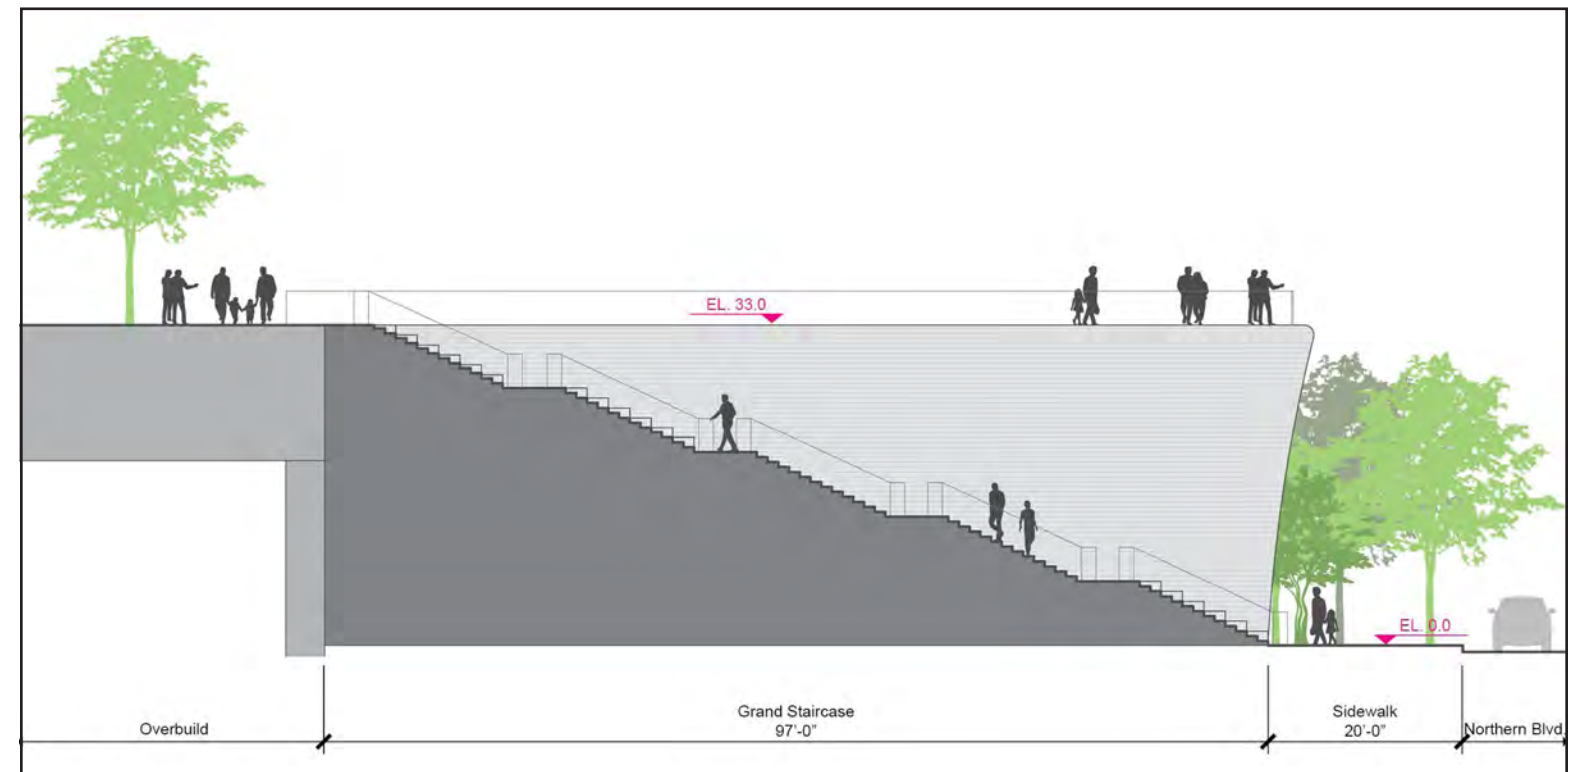 EL. 33.0
EL. 0.0
Overbuild
Grand Staircase
97'-0"
Sidewalk
20'-0"
Northern Blvd.